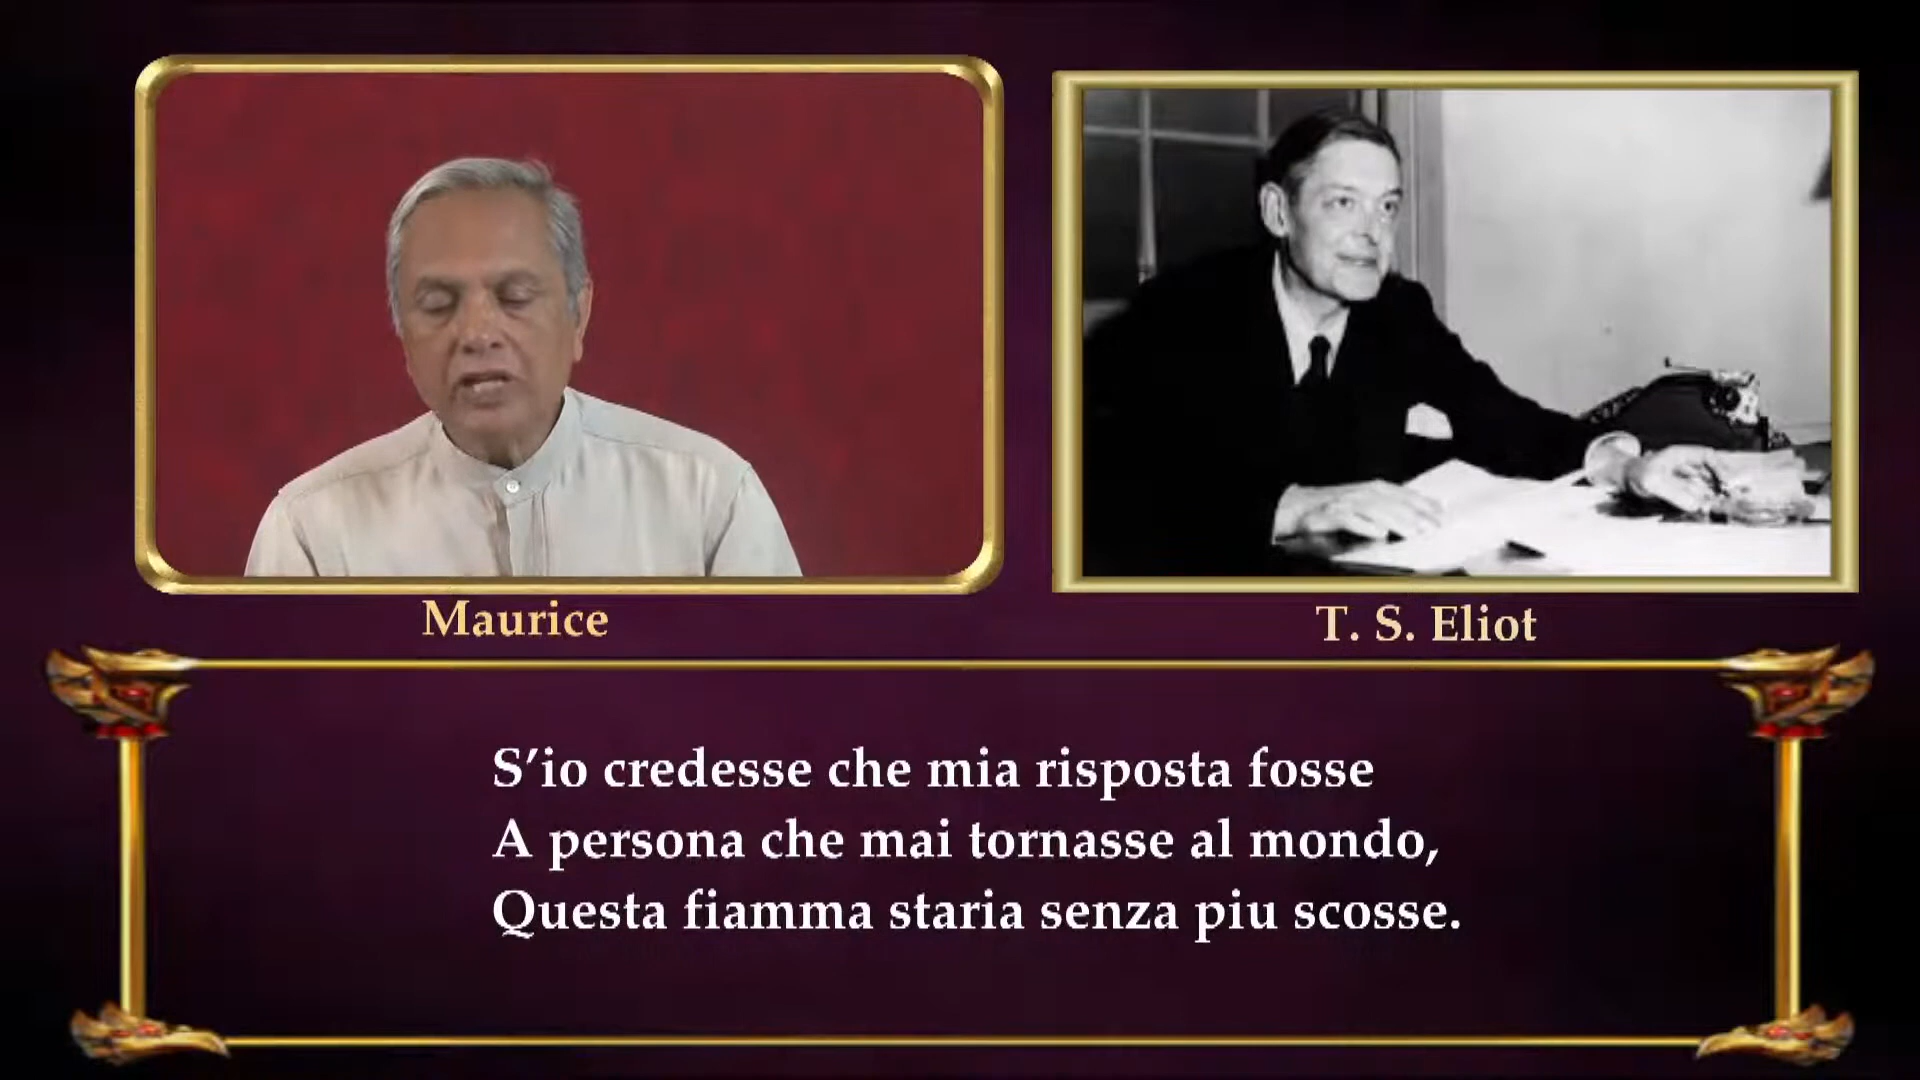 Maurice
T. S. Eliot
S’io credesse che mia risposta fosse
A persona che mai tornasse al mondo,
Questa fiamma staria senza piu scosse.